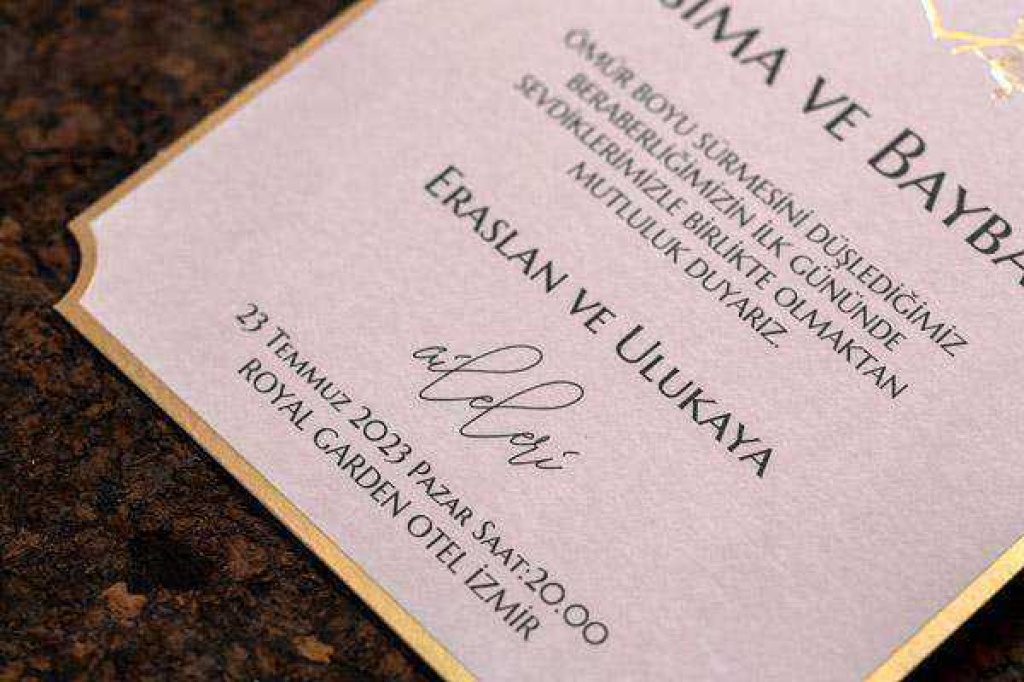 SİMA VE BAYBA
ÖMÜR BOYU SÜRMESİNİ DÜŞLEDİĞİMİZ
BERABERLİĞİMİZİN İLK GÜNÜNDE
SEVDİKLERİMİZLE BİRLİKTE OLMAKTAN
MUTLULUK DUYARIZ.
ERASLAN VE ULUKAYA
aileleri
23 TEMMUZ 2023 PAZAR SAAT:20.00
ROYAL GARDEN OTEL İZMİR